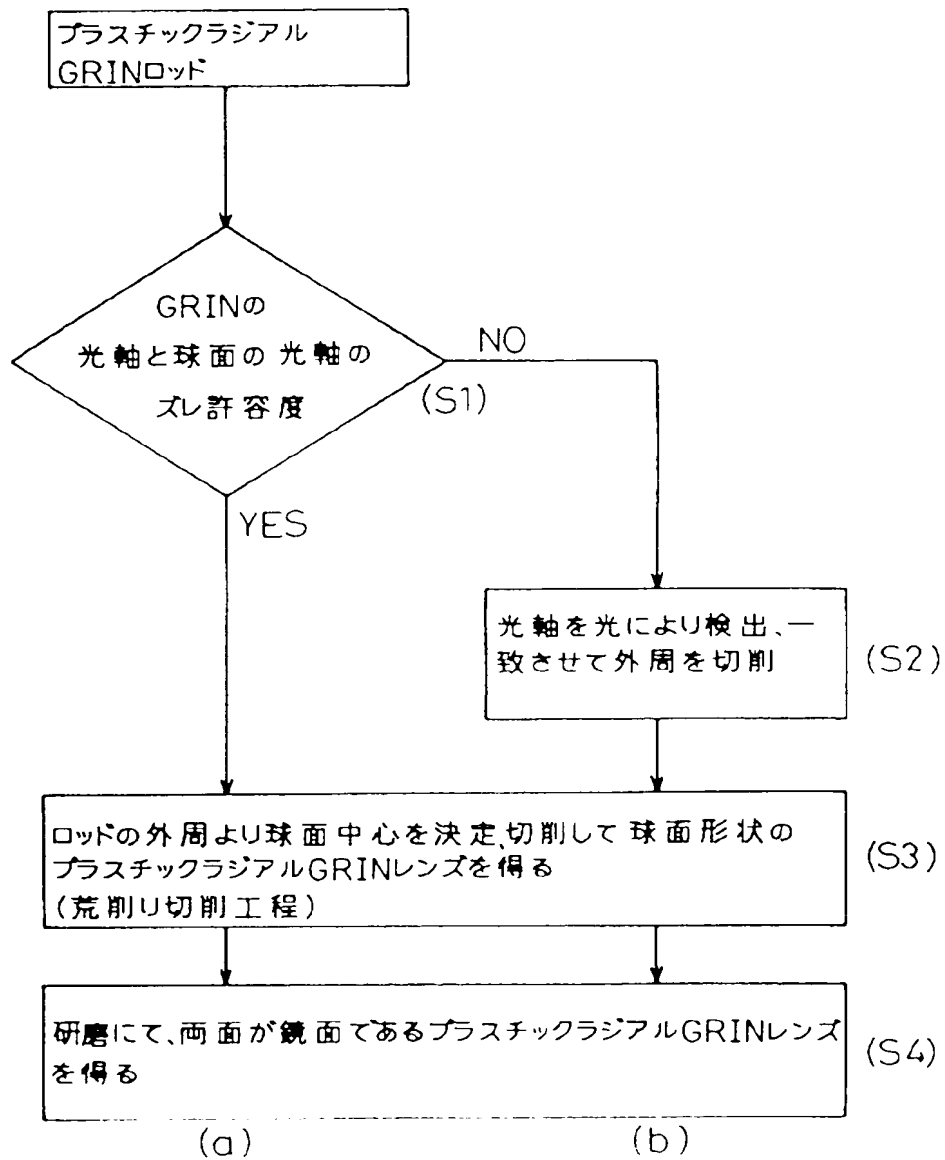 プラスチックラジアル
GRINロッド
GRINの
光軸と球面の光軸の
ズレ許容度
NO
(S1)
YES
光軸を光により検出、一
致させて外周を切削
(S2)
ロッドの外周より球面中心を決定、切削して球面形状の
プラスチックラジアルGRINレンズを得る
(荒削り切削工程)
(S3)
研磨にて、両面が鏡面であるプラスチックラジアルGRINレンズ
を得る
(S4)
(a)
(b)